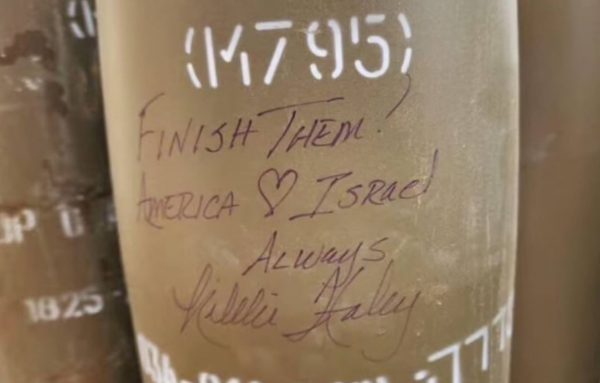 (M795)
FINISH THEM!
AMERICA ♡ ISRAEL
ALWAYS
Nikki Haley
1825